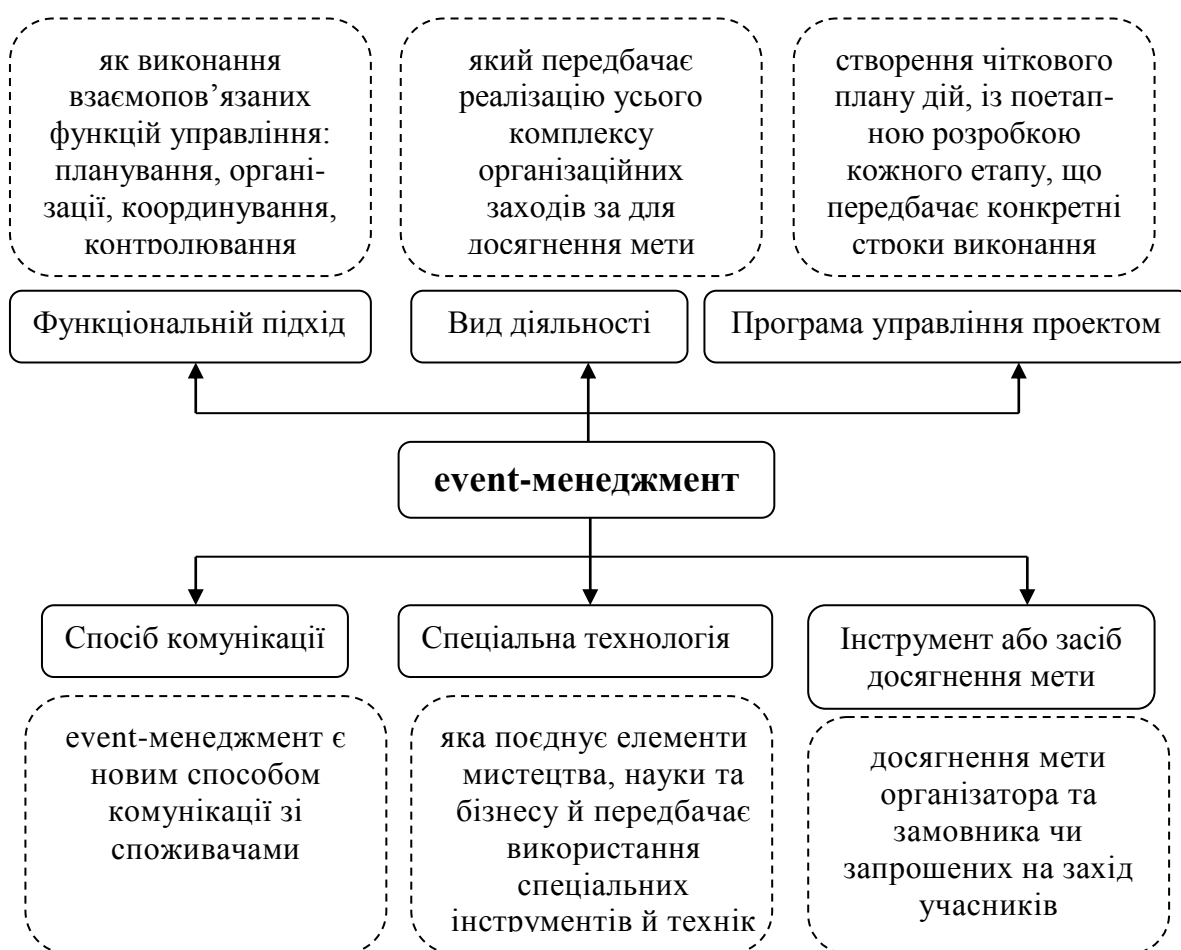 як виконання
взаємопов’язаних
функцій управління:
планування, органі-
зації, координування,
контролювання
який передбачає
реалізацію усього
комплексу
організаційних
заходів за для
досягнення мети
створення чіткового
плану дій, із поетап-
ною розробкою
кожного етапу, що
передбачає конкретні
строки виконання
Функціональній підхід
Вид діяльності
Програма управління проектом
event-менеджмент
Спосіб комунікації
Спеціальна технологія
Інструмент або засіб
досягнення мети
event-менеджмент є
новим способом
комунікації зі
споживачами
яка поєднує елементи
мистецтва, науки та
бізнесу й передбачає
використання
спеціальних
інструментів й технік
досягнення мети
організатора та
замовника чи
запрошених на захід
учасників